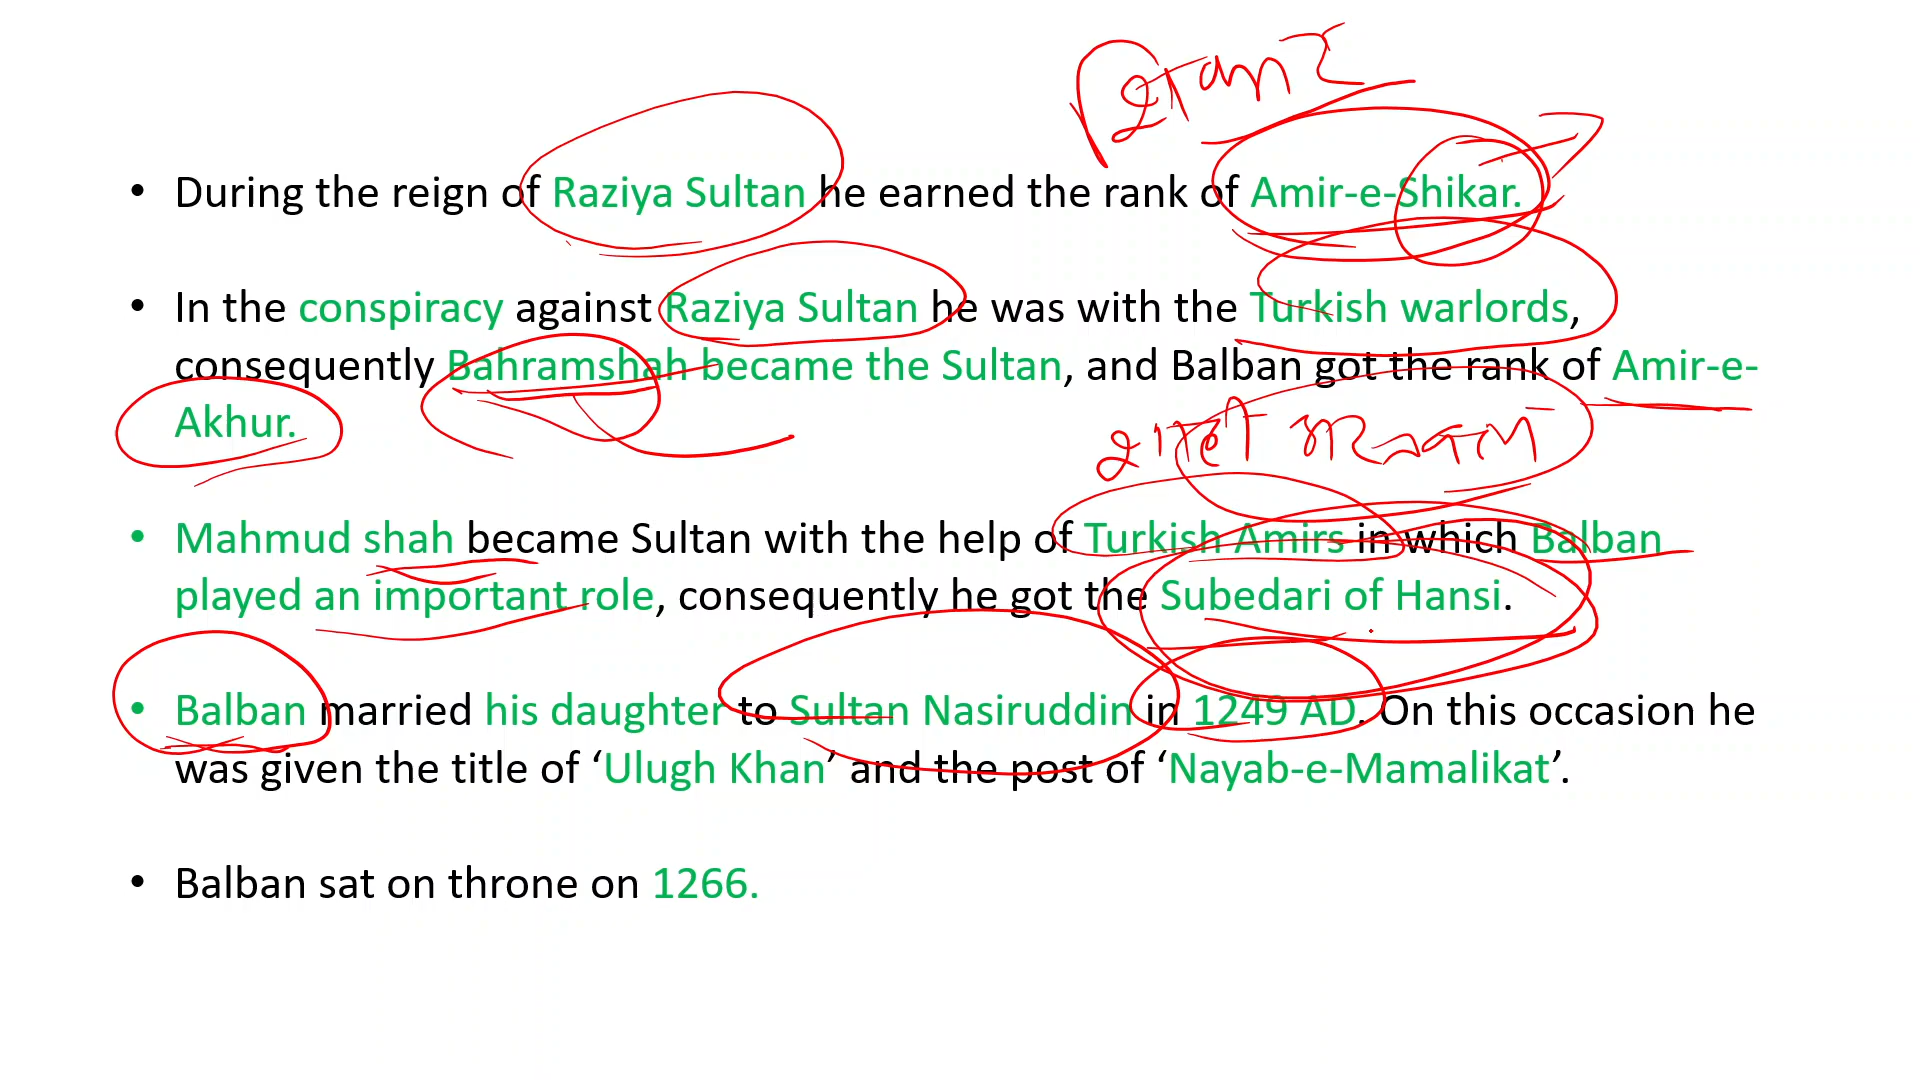 • During the reign of Raziya Sultan he earned the rank of Amir-e-Shikar.
• In the conspiracy against Raziya Sultan he was with the Turkish warlords,
consequently Bahramshah became the Sultan, and Balban got the rank of Amir-e-
Akhur.
• Mahmud shah became Sultan with the help of Turkish Amirs in which Balban
played an important role, consequently he got the Subedari of Hansi.
• Balban married his daughter to Sultan Nasiruddin in 1249 AD. On this occasion he
was given the title of ‘Ulugh Khan’ and the post of ‘Nayab-e-Mamalikat’.
• Balban sat on throne on 1266.